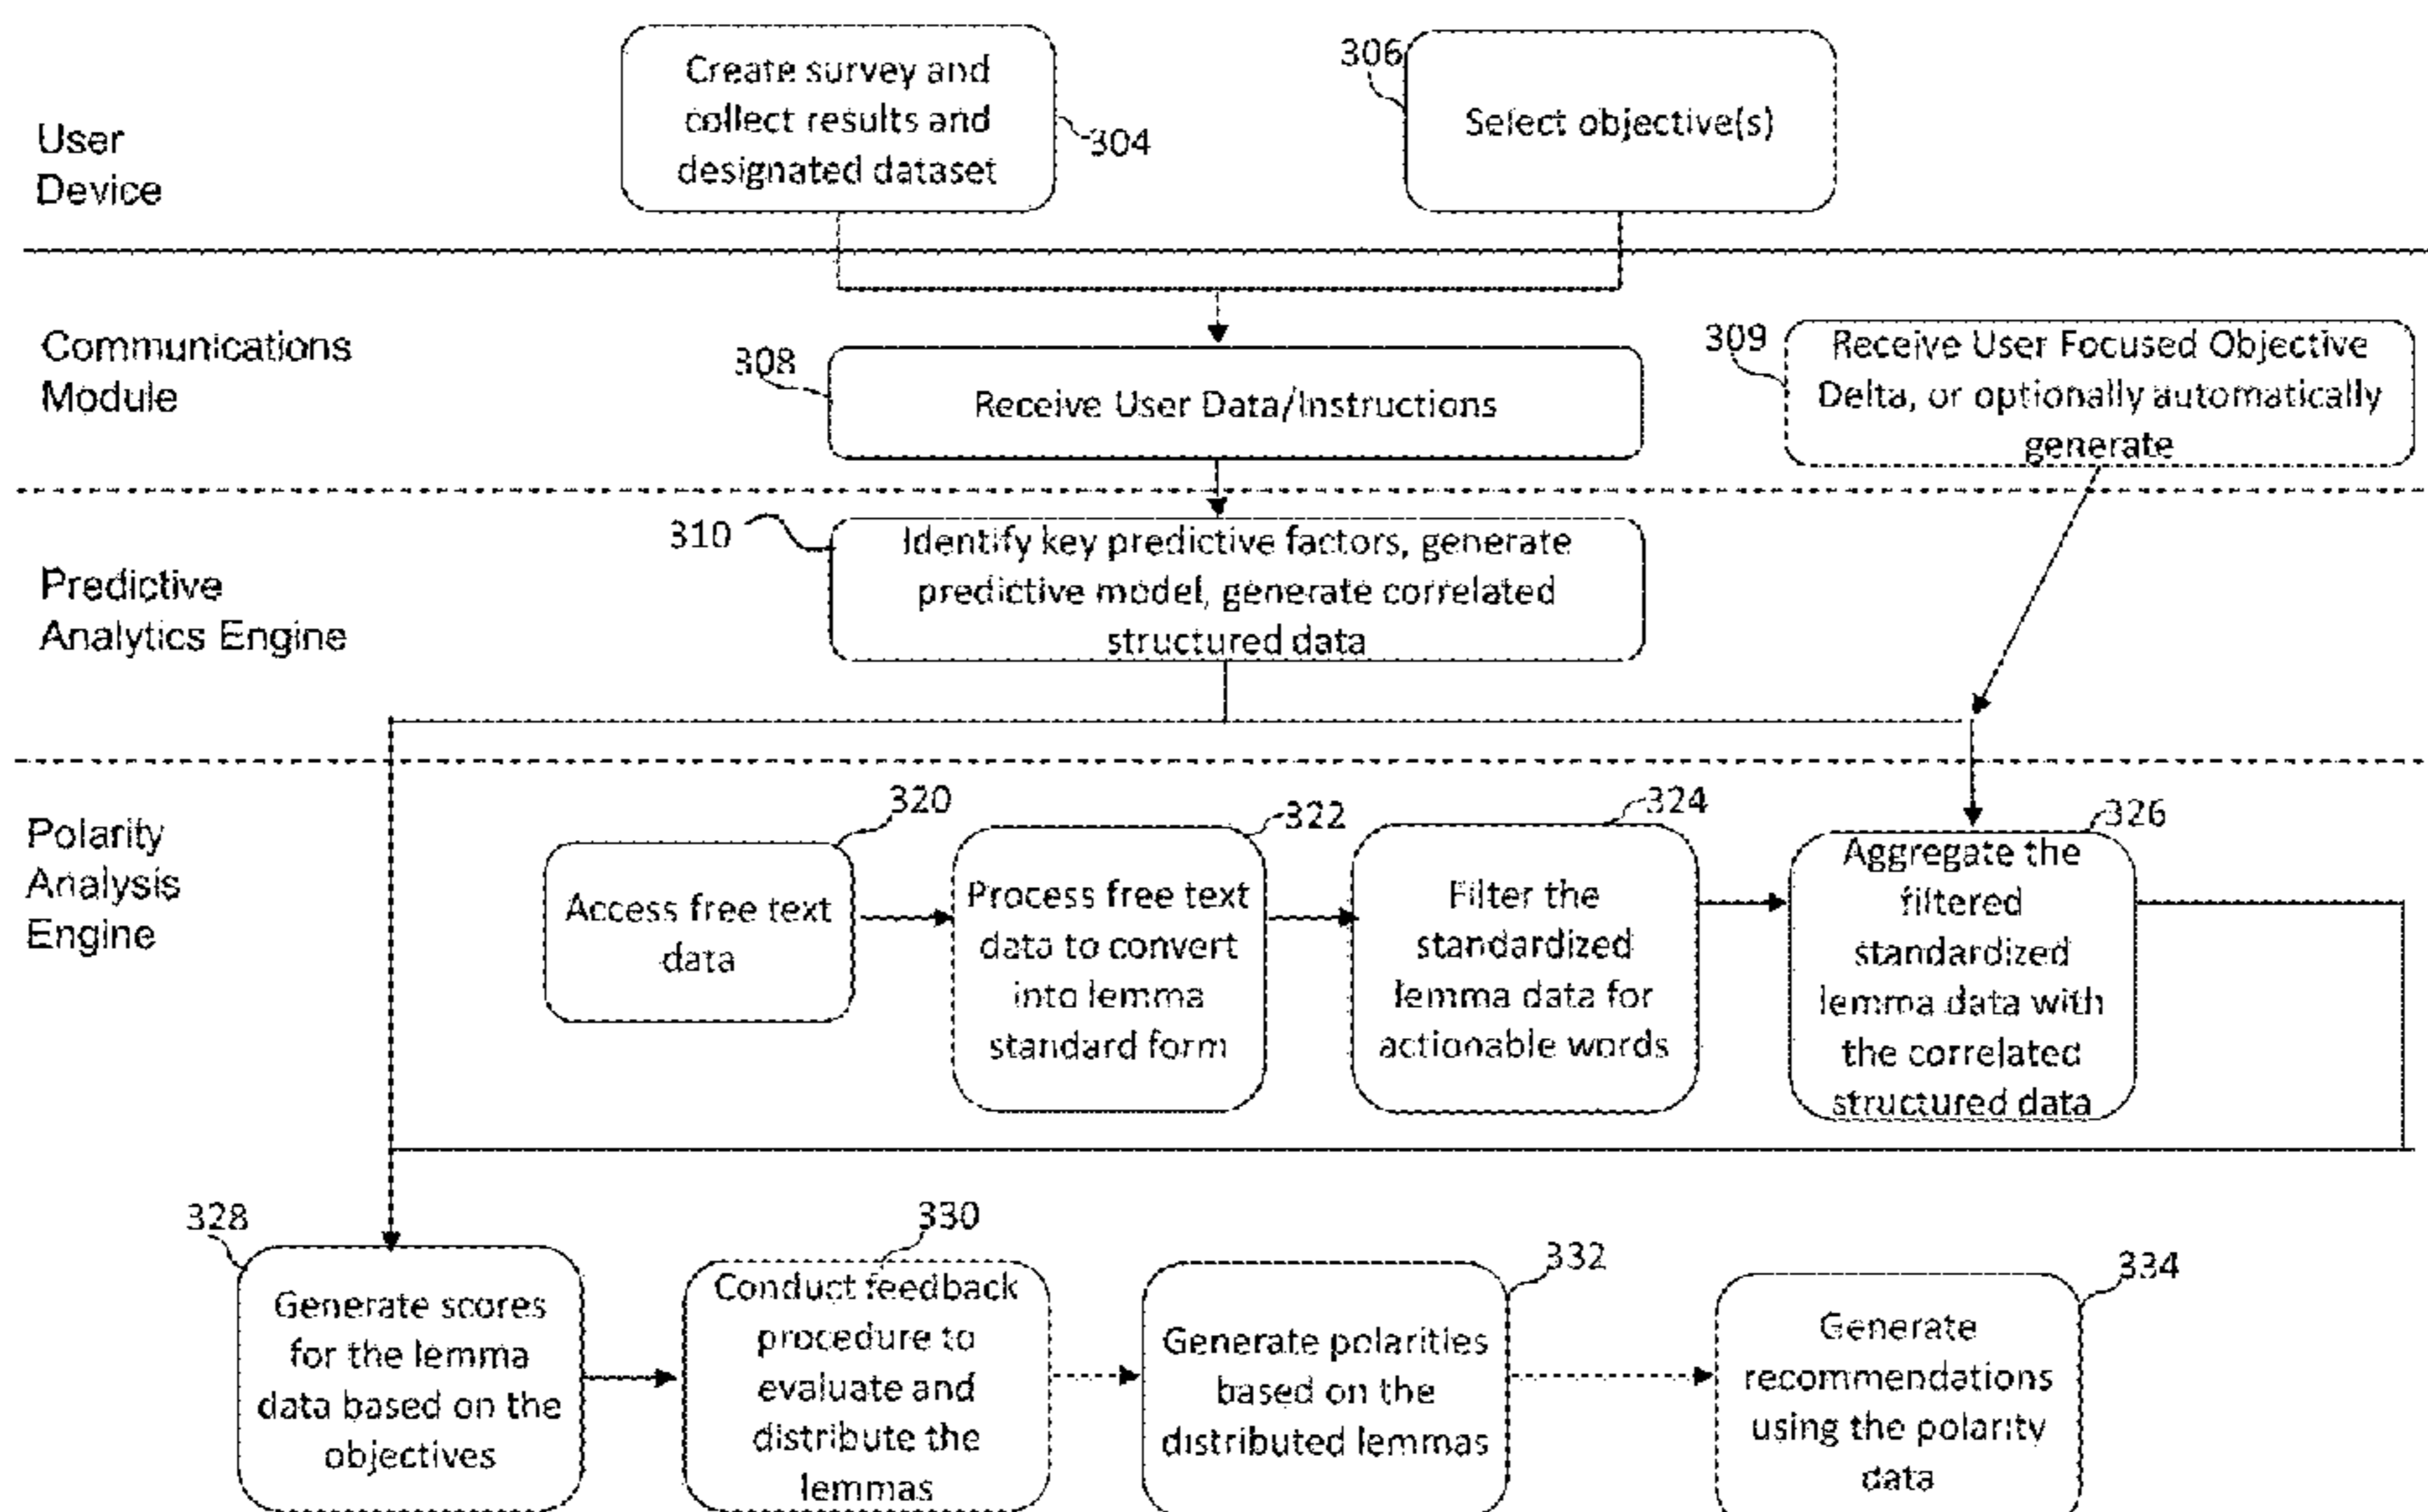 User
Device
Create survey and
collect results and
designated dataset
304
306
Select objective(s)
Communications
Module
308
Receive User Data/Instructions
309
Receive User Focused Objective
Delta, or optionally automatically
generate
Predictive
Analytics Engine
310
Identify key predictive factors, generate
predictive model, generate correlated
structured data
Polarity
Analysis
Engine
320
Access free text
data
322
Process free text
data to convert
into lemma
standard form
324
Filter the
standardized
lemma data for
actionable words
326
Aggregate the
filtered
standardized
lemma data with
the correlated
structured data
328
Generate scores
for the lemma
data based on the
objectives
330
Conduct feedback
procedure to
evaluate and
distribute the
lemmas
332
Generate polarities
based on the
distributed lemmas
334
Generate
recommendations
using the polarity
data